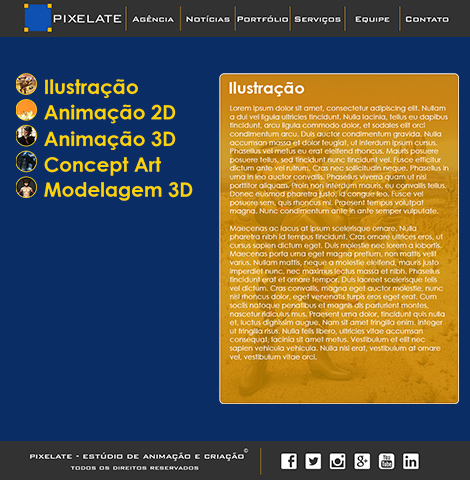 PIXELATE
Agência
Notícias
Portfólio
Serviços
Equipe
Contato
Ilustração
Animação 2D
Animação 3D
Concept Art
Modelagem 3D
Ilustração
Lorem ipsum dolor sit amet, consectetur adipiscing elit. Nullam
a dui vel ligula ultricies tincidunt. Nulla lacinia, tellus eu dapibus
tincidunt, arcu ligula commodo dolor, et sodales elit orci
condimentum arcu. Duis auctor condimentum gravida. Nulla
accumsan massa et dolor feugiat, ut interdum ipsum cursus.
Phasellus vel metus eu erat eleifend rhoncus. Mauris posuere
posuere tellus, sed tincidunt nunc tincidunt vel. Fusce efficitur
dictum ante vel rutrum. Cras nec sollicitudin neque. Phasellus in
urna in leo auctor convallis. Phasellus viverra quam ut nisi
porttitor aliquam. Proin non interdum mauris, eu convallis tellus.
Donec euismod pharetra justo, id congue leo. Fusce vel
posuere sem, quis rhoncus mi. Praesent tempus volutpat
magna. Nunc condimentum ante in ante semper vulputate.
Maecenas ac lacus at ipsum scelerisque ornare. Nulla
pharetra nibh id tempus tincidunt. Cras ornare ultrices eros, ut
cursus sapien dictum eget. Duis molestie nec lorem a lobortis.
Maecenas porta urna eget magna pretium, non mattis velit
varius. Nullam mattis, neque a molestie eleifend, mauris justo
imperdiet nunc, nec maximus lectus massa et nibh. Phasellus
tincidunt erat et ornare tempor. Duis laoreet scelerisque felis
vel dictum. Cras convallis, magna eget auctor molestie, nunc
nisi rhoncus dolor, eget venenatis turpis eros eget erat. Cum
sociis natoque penatibus et magnis dis parturient montes,
nascetur ridiculus mus. Praesent urna dolor, tincidunt quis nulla
et, luctus dignissim augue. Nam sit amet fringilla enim. Integer
ut fringilla risus. Nulla felis libero, ultricies vitae accumsan
consequat, lacinia sit amet metus. Vestibulum et elit nec
sapien vehicula vehicula. Nulla nisi erat, vestibulum at ornare
vel, vestibulum vitae orci.
PIXELATE - ESTÚDIO DE ANIMAÇÃO E CRIAÇÃO©
TODOS OS DIREITOS RESERVADOS